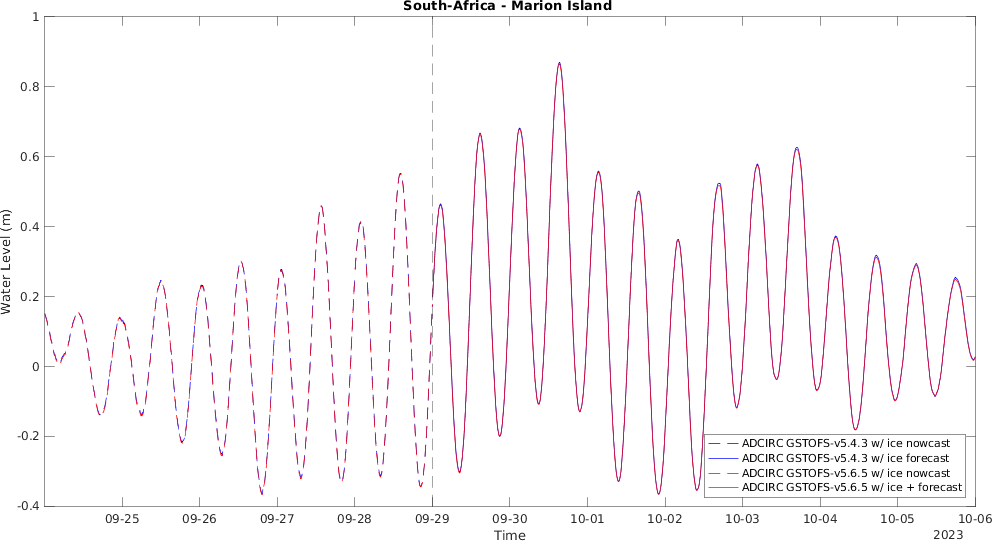 South-Africa - Marion Island
1
0.8
0.6
0.4
0.2
0
-0.2
-0.4
Water Level (m)
ADCIRC GSTOFS-v5.4.3 w/ ice nowcast
ADCIRC GSTOFS-v5.4.3 w/ ice forecast
ADCIRC GSTOFS-v5.6.5 w/ ice nowcast
ADCIRC GSTOFS-v5.6.5 w/ ice + forecast
09-25 09-26 09-27 09-28 09-29 09-30 10-01 10-02 10-03 10-04 10-05 10-06
Time
2023